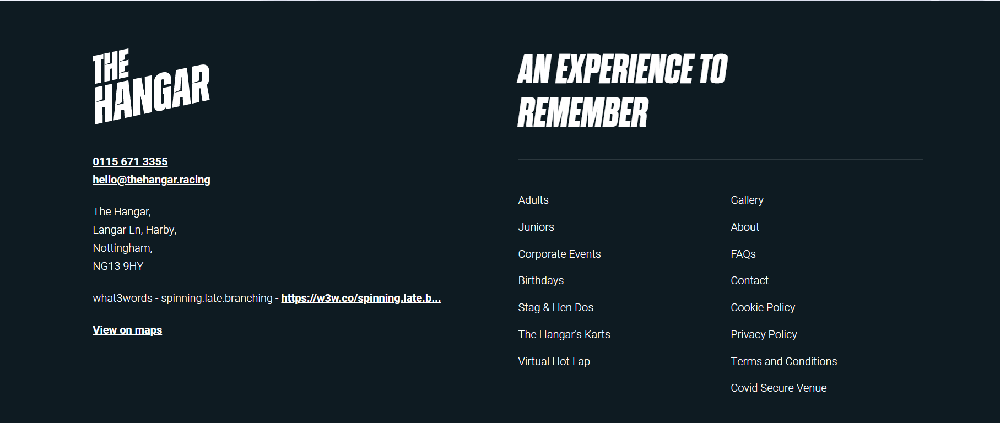 THE
HANGAR
0115 671 3355
hello@thehangar.racing
The Hangar,
Langar Ln, Harby,
Nottingham,
NG13 9HY
what3words - spinning.late.branching - https://w3w.co/spinning.late.b...
View on maps
AN EXPERIENCE TO
REMEMBER
Adults
Juniors
Corporate Events
Birthdays
Stag & Hen Dos
The Hangar's Karts
Virtual Hot Lap
Gallery
About
FAQs
Contact
Cookie Policy
Privacy Policy
Terms and Conditions
Covid Secure Venue